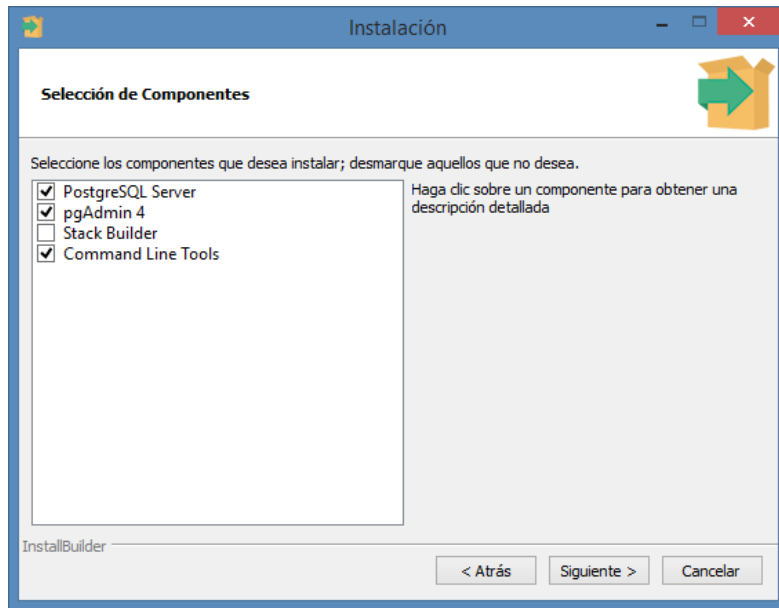 Instalación
Selección de Componentes
Seleccione los componentes que desea instalar; desmarque aquellos que no desea.
PostgreSQL Server
pgAdmin 4
Stack Builder
Command Line Tools
Haga clic sobre un componente para obtener una
descripción detallada
InstallBuilder
< Atrás
Siguiente >
Cancelar